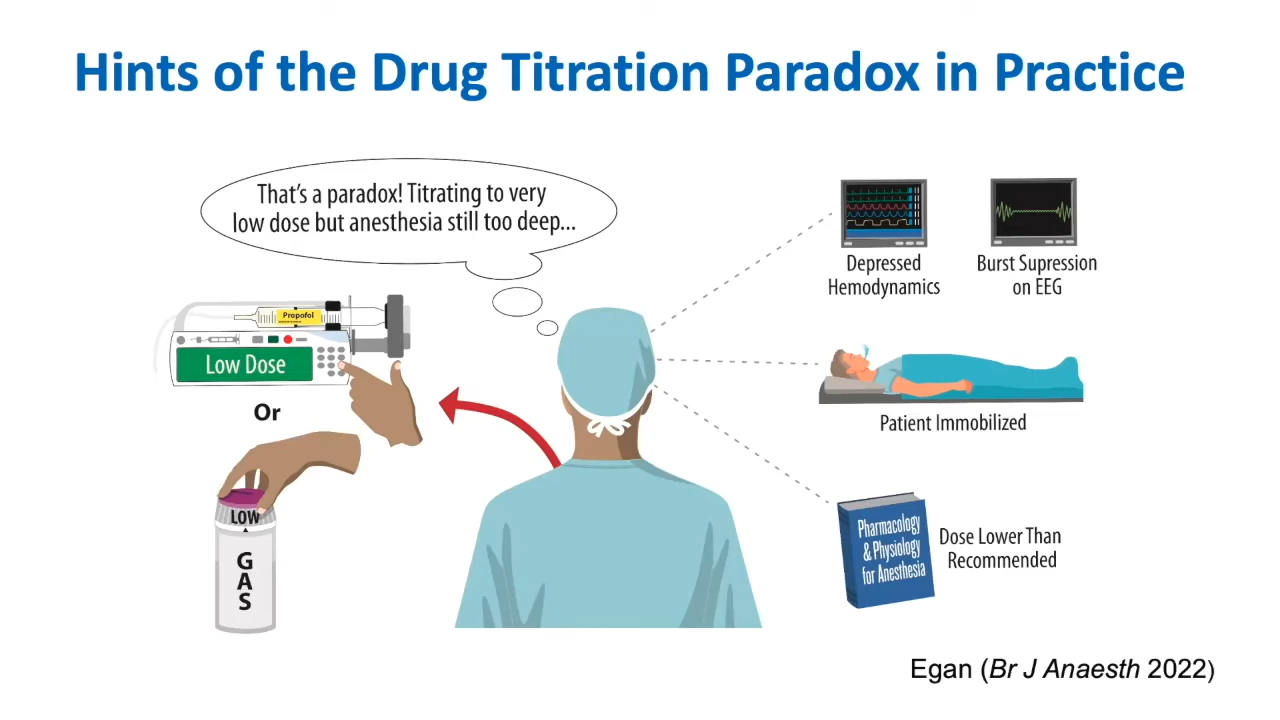 Hints of the Drug Titration Paradox in Practice
That's a paradox! Titrating to very
low dose but anesthesia still too deep...
Propofol
Low Dose
Or
LOW
GAS
Depressed
Hemodynamics
Burst Supression
on EEG
Patient Immobilized
Pharmacology
& Physiology
for Anesthesia
Dose Lower Than
Recommended
Egan (Br J Anaesth 2022)